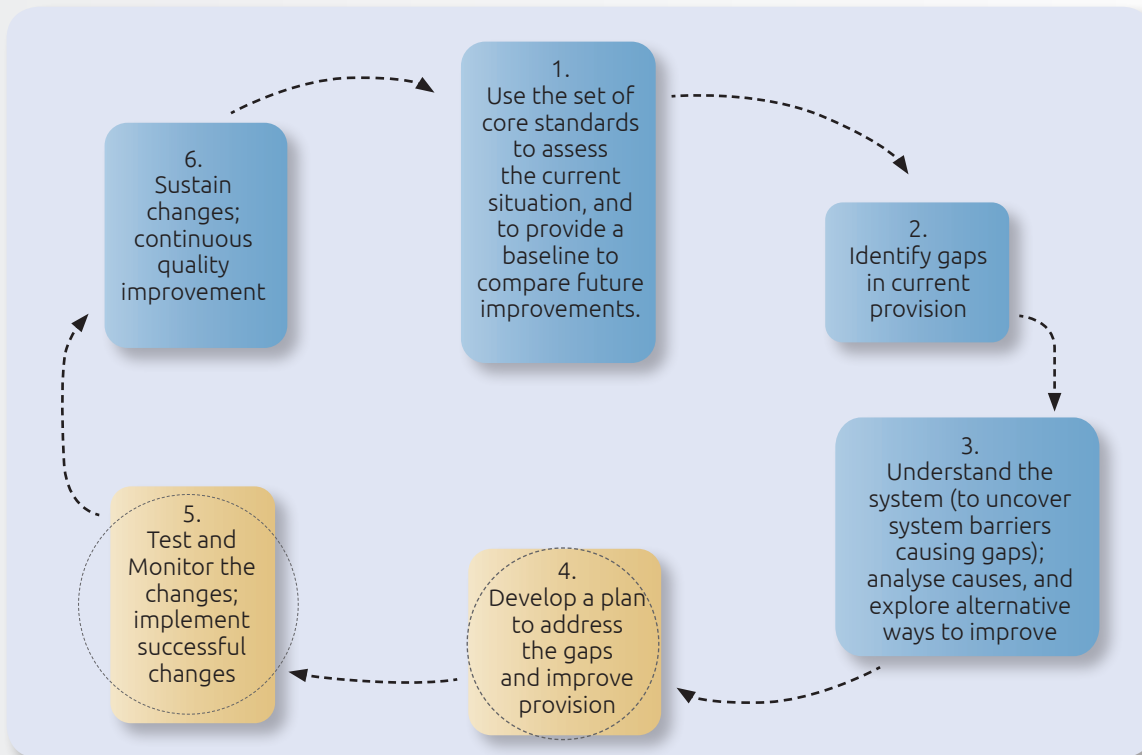 1.
Use the set of
core standards
to assess
the current
situation, and
to provide a
baseline to
compare future
improvements.
2.
Identify gaps
in current
provision
3.
Understand the
system (to uncover
system barriers
causing gaps);
analyse causes, and
explore alternative
ways to improve
4.
Develop a plan
to address
the gaps
and improve
provision
5.
Test and
Monitor the
changes;
implement
successful
changes
6.
Sustain
changes;
continuous
quality
improvement